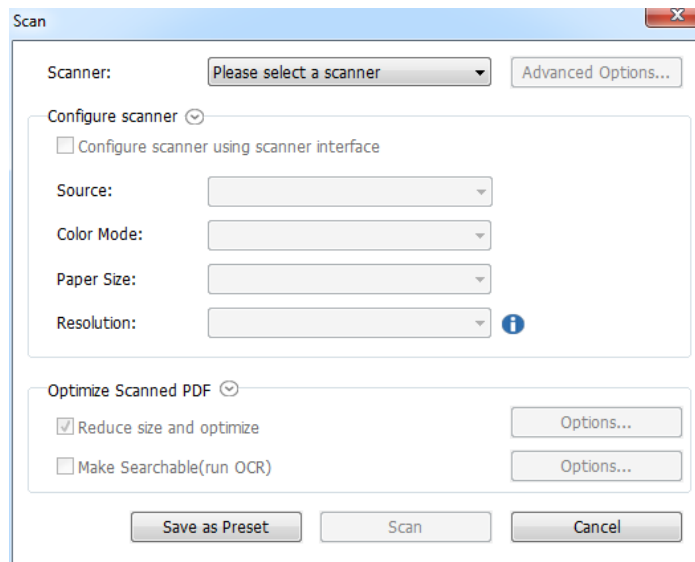 Scan
Scanner: Please select a scanner Advanced Options...
Configure scanner
Configure scanner using scanner interface
Source:
Color Mode:
Paper Size:
Resolution:
Optimize Scanned PDF
Reduce size and optimize Options...
Make Searchable(run OCR) Options...
Save as Preset Scan Cancel